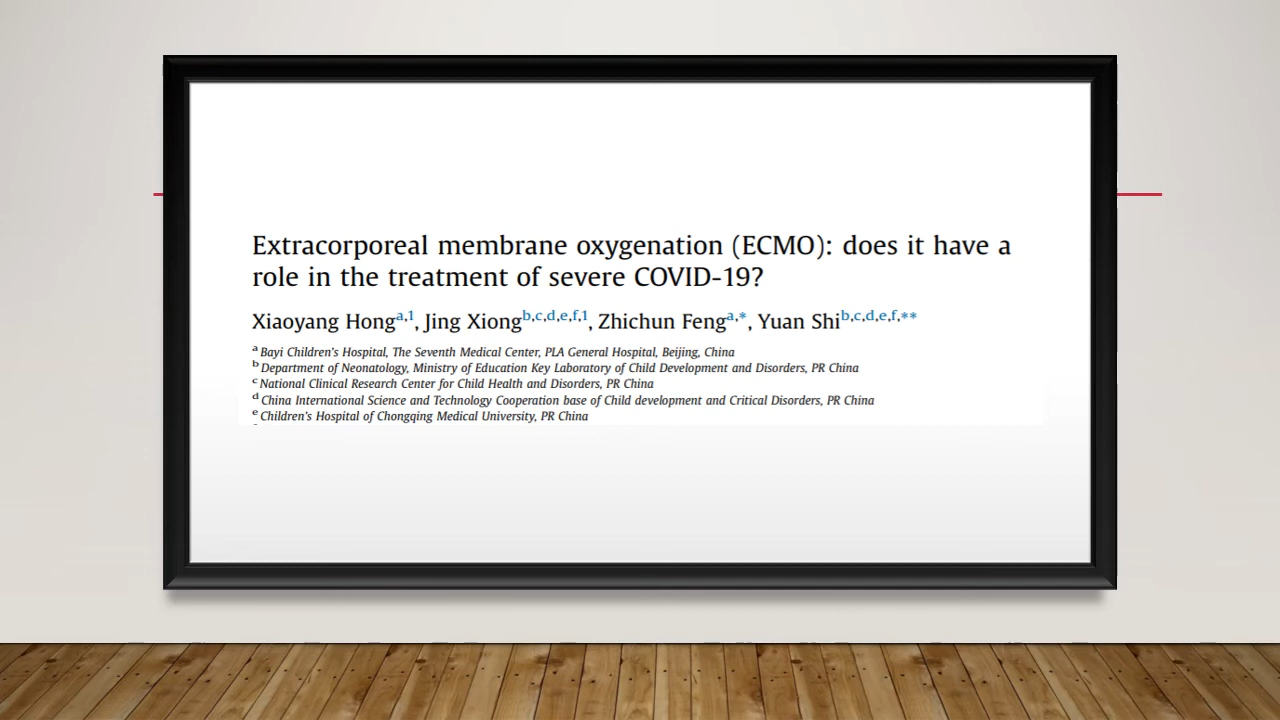 Extracorporeal membrane oxygenation (ECMO): does it have a
role in the treatment of severe COVID-19?
Xiaoyang Hong a,1, Jing Xiong b,c,d,e,f,1, Zhichun Feng a,*, Yuan Shi b,c,d,e,f,**
a Bayi Children's Hospital, The Seventh Medical Center, PLA General Hospital, Beijing, China
b Department of Neonatology, Ministry of Education Key Laboratory of Child Development and Disorders, PR China
c National Clinical Research Center for Child Health and Disorders, PR China
d China International Science and Technology Cooperation base of Child development and Critical Disorders, PR China
e Children's Hospital of Chongqing Medical University, PR China